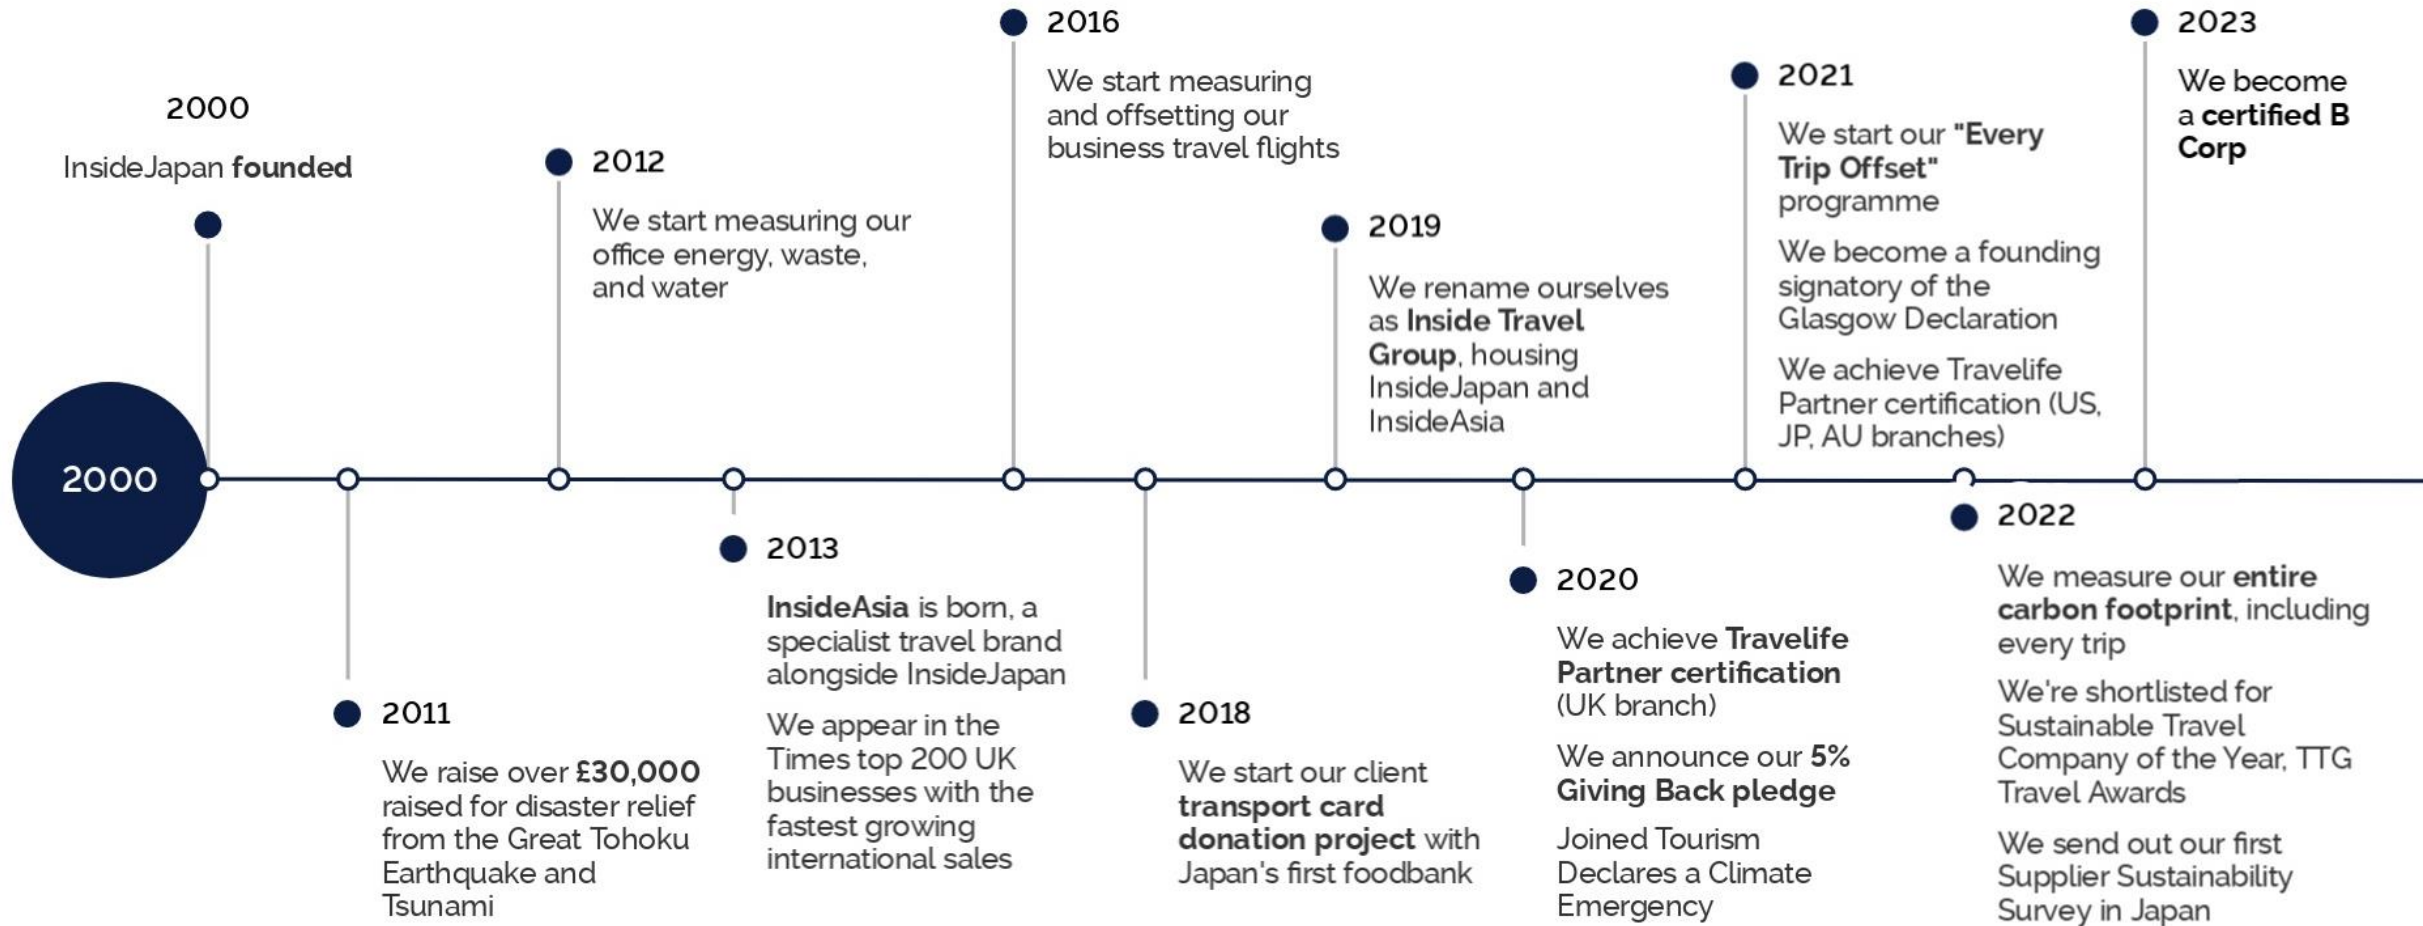 2000
InsideJapan founded
2000
2011
We raise over £30,000
raised for disaster relief
from the Great Tohoku
Earthquake and
Tsunami
2012
We start measuring our
office energy, waste,
and water
2013
InsideAsia is born, a
specialist travel brand
alongside InsideJapan
We appear in the
Times top 200 UK
businesses with the
fastest growing
international sales
2016
We start measuring
and offsetting our
business travel flights
2018
We start our client
transport card
donation project with
Japan's first foodbank
2019
We rename ourselves
as Inside Travel
Group, housing
InsideJapan and
InsideAsia
2020
We achieve Travelife
Partner certification
(UK branch)
We announce our 5%
Giving Back pledge
Joined Tourism
Declares a Climate
Emergency
2021
We start our "Every
Trip Offset"
programme
We become a founding
signatory of the
Glasgow Declaration
We achieve Travelife
Partner certification (US,
JP, AU branches)
2022
We measure our entire
carbon footprint, including
every trip
We're shortlisted for
Sustainable Travel
Company of the Year, TTG
Travel Awards
We send out our first
Supplier Sustainability
Survey in Japan
2023
We become
a certified B
Corp